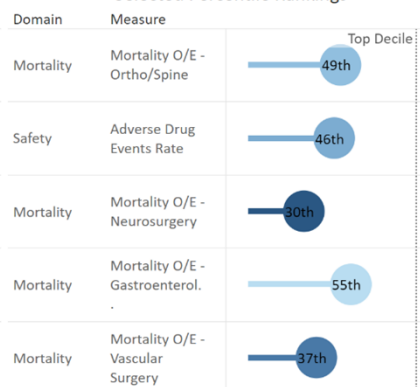 Domain Measure
Top Decile
Mortality Mortality O/E - 49th
Ortho/Spine
Safety Adverse Drug 46th
Events Rate
Mortality Mortality O/E - 30th
Neurosurgery
Mortality Mortality O/E - 55th
Gastroenterol.
.
Mortality Mortality O/E - 37th
Vascular
Surgery